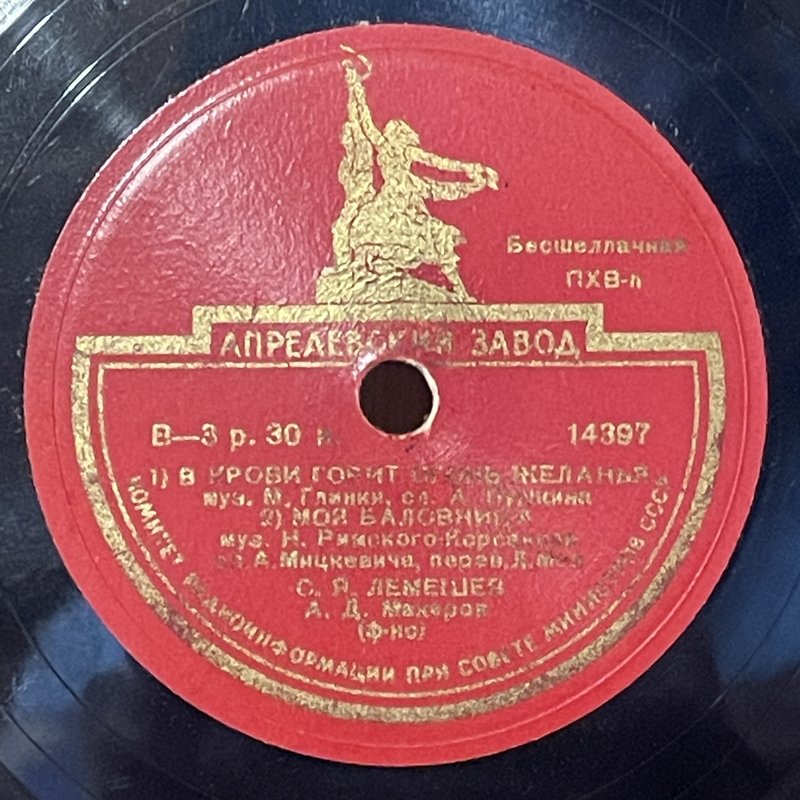 Бесшеллачная
ПХВ-л
АПРЕЛЕВСКИЙ ЗАВОД
В—3 р. 30 к.
14397
1) В КРОВИ ГОРИТ ОГОНЬ ЖЕЛАНЬЯ
муз. М. Глинки, сл. А. Пушкина
2) МОЯ БАЛОВНИЦА
муз. Н. Римского-Корсакова
сл. А. Мицкевича, перев. Л. Мея
С. Я. ЛЕМЕШЕВ
А. Д. Макаров
(ф-но)
КОМИТЕТ РАДИОИНФОРМАЦИИ ПРИ СОВЕТЕ МИНИСТРОВ СССР